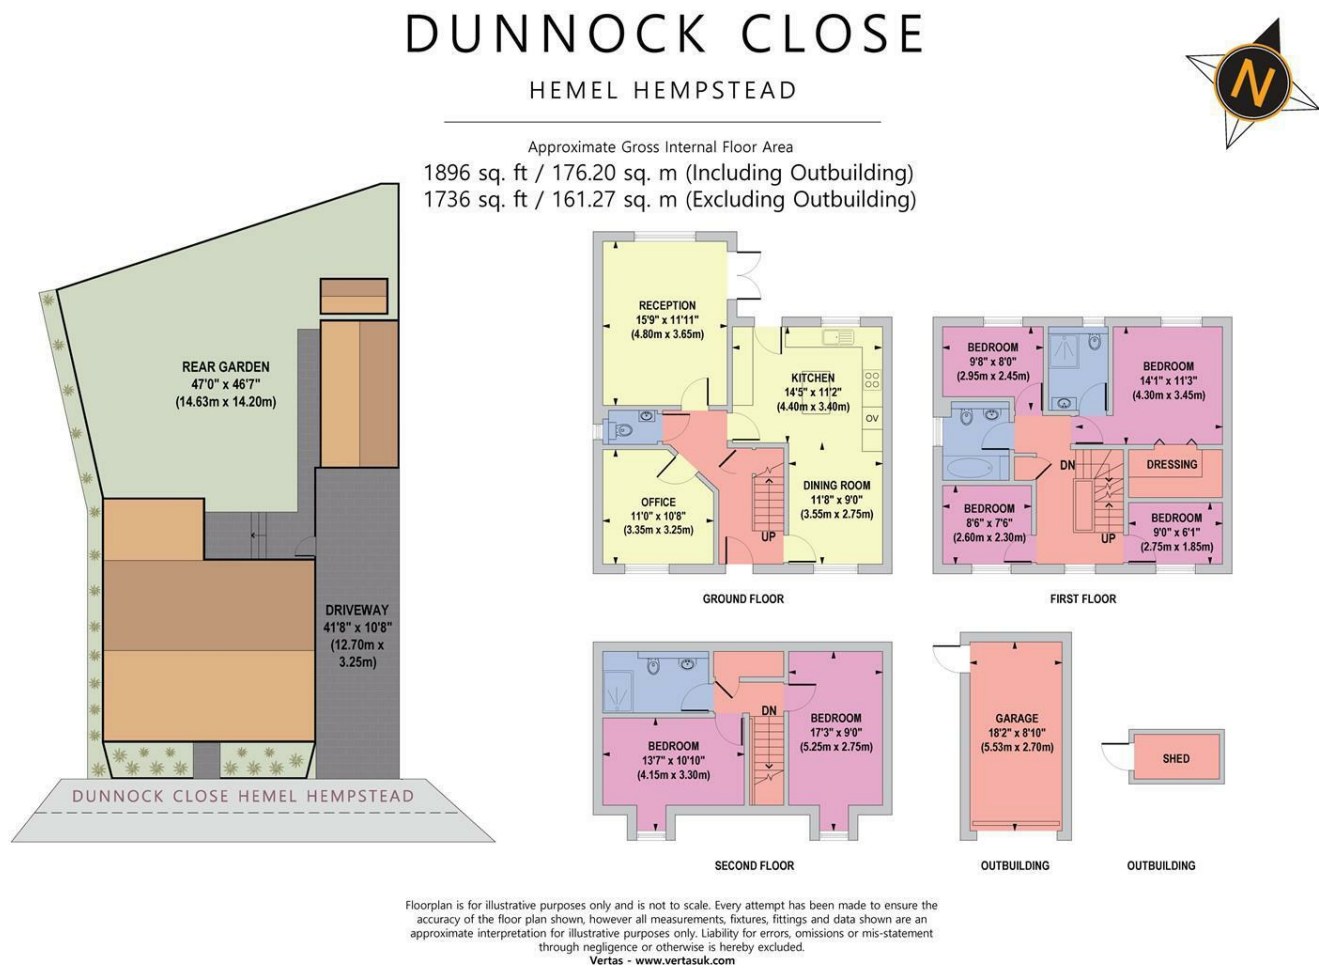 DUNNOCK CLOSE
HEMEL HEMPSTEAD
N
Approximate Gross Internal Floor Area
1896 sq. ft / 176.20 sq. m (Including Outbuilding)
1736 sq. ft / 161.27 sq. m (Excluding Outbuilding)
REAR GARDEN
47'0" x 46'7"
(14.63m x 14.20m)
DRIVEWAY
41'8" x 10'8"
(12.70m x
3.25m)
DUNNOCK CLOSE HEMEL HEMPSTEAD
RECEPTION
15'9" x 11'11"
(4.80m x 3.65m)
KITCHEN
14'5" x 11'2"
(4.40m x 3.40m)
OV
OFFICE
11'0" x 10'8"
(3.35m x 3.25m)
DINING ROOM
11'8" x 9'0"
(3.55m x 2.75m)
UP
GROUND FLOOR
BEDROOM
9'8" x 8'0"
(2.95m x 2.45m)
BEDROOM
14'1" x 11'3"
(4.30m x 3.45m)
DN
DRESSING
BEDROOM
8'6" x 7'6"
(2.60m x 2.30m)
UP
BEDROOM
9'0" x 6'1"
(2.75m x 1.85m)
FIRST FLOOR
DN
BEDROOM
13'7" x 10'10"
(4.15m x 3.30m)
BEDROOM
17'3" x 9'0"
(5.25m x 2.75m)
SECOND FLOOR
GARAGE
18'2" x 8'10"
(5.53m x 2.70m)
OUTBUILDING
SHED
OUTBUILDING
Floorplan is for illustrative purposes only and is not to scale. Every attempt has been made to ensure the
accuracy of the floor plan shown, however all measurements, fixtures, fittings and data shown are an
approximate interpretation for illustrative purposes only. Liability for errors, omissions or mis-statement
through negligence or otherwise is hereby excluded.
Vertas - www.vertasuk.com